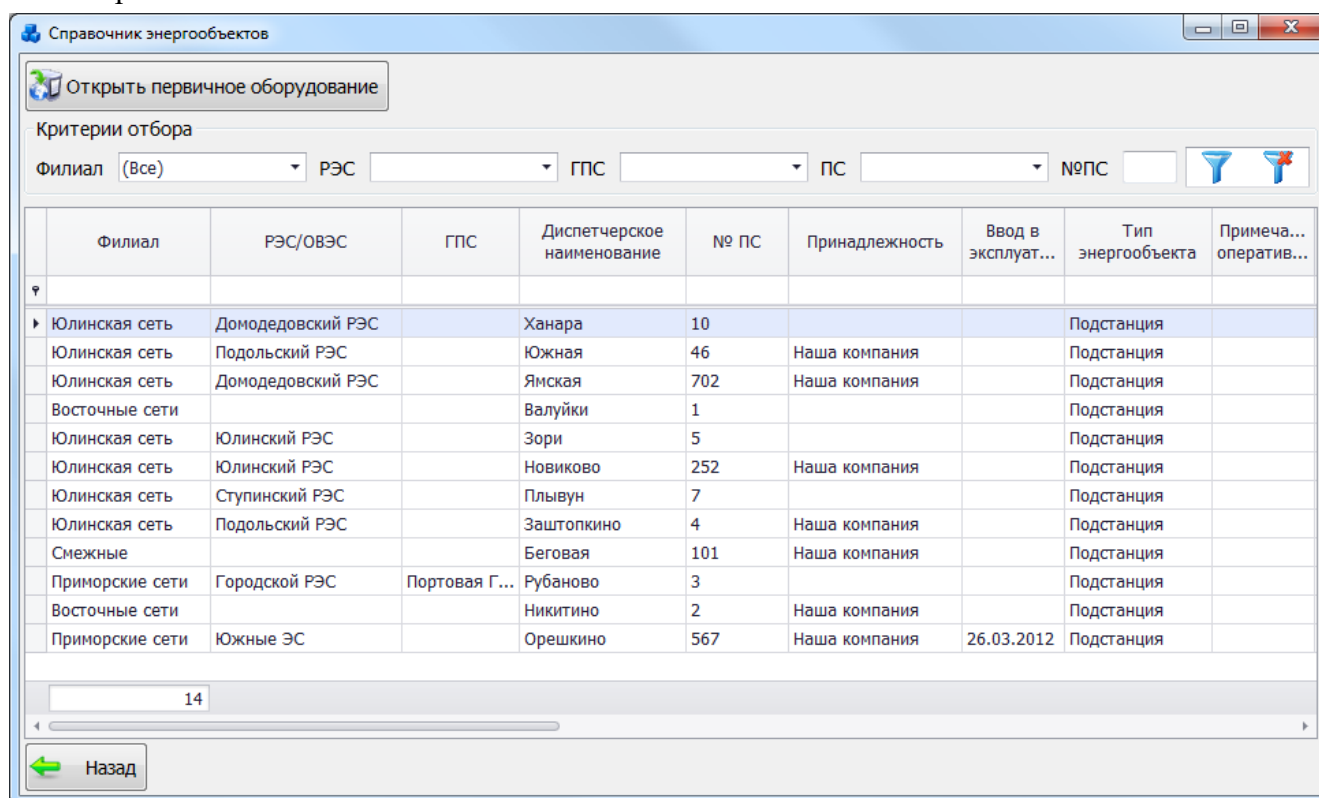 Справочник энергообъектов
Открыть первичное оборудование
Критерии отбора
Филиал (Все) РЭС ГПС ПС №ПС
Филиал РЭС/ОВЭС ГПС Диспетчерское наименование № ПС Принадлежность Ввод в эксплуат... Тип энергообъекта Примеча... оператив...
Юлинская сеть Домодедовский РЭС Ханара 10 Подстанция
Юлинская сеть Подольский РЭС Южная 46 Наша компания Подстанция
Юлинская сеть Домодедовский РЭС Ямская 702 Наша компания Подстанция
Восточные сети Валуйки 1 Подстанция
Юлинская сеть Юлинский РЭС Зори 5 Подстанция
Юлинская сеть Юлинский РЭС Новиково 252 Наша компания Подстанция
Юлинская сеть Ступинский РЭС Плывун 7 Подстанция
Юлинская сеть Подольский РЭС Заштопкино 4 Наша компания Подстанция
Смежные Беговая 101 Наша компания Подстанция
Приморские сети Городской РЭС Портовая Г... Рубаново 3 Подстанция
Восточные сети Никитино 2 Наша компания Подстанция
Приморские сети Южные ЭС Орешкино 567 Наша компания 26.03.2012 Подстанция
14
Назад